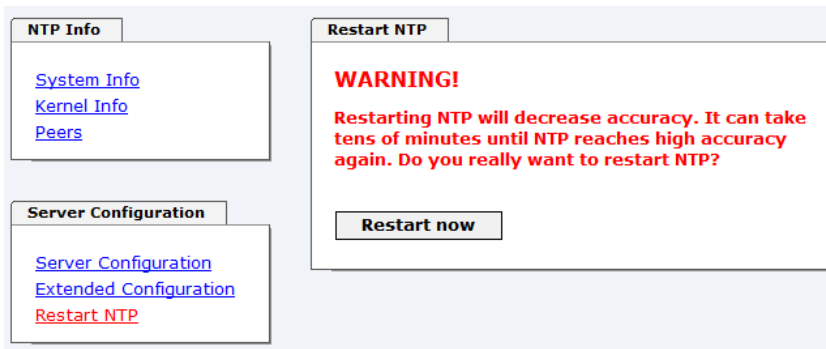 NTP Info
System Info
Kernel Info
Peers
Server Configuration
Server Configuration
Extended Configuration
Restart NTP
Restart NTP
WARNING!
Restarting NTP will decrease accuracy. It can take
tens of minutes until NTP reaches high accuracy
again. Do you really want to restart NTP?
Restart now